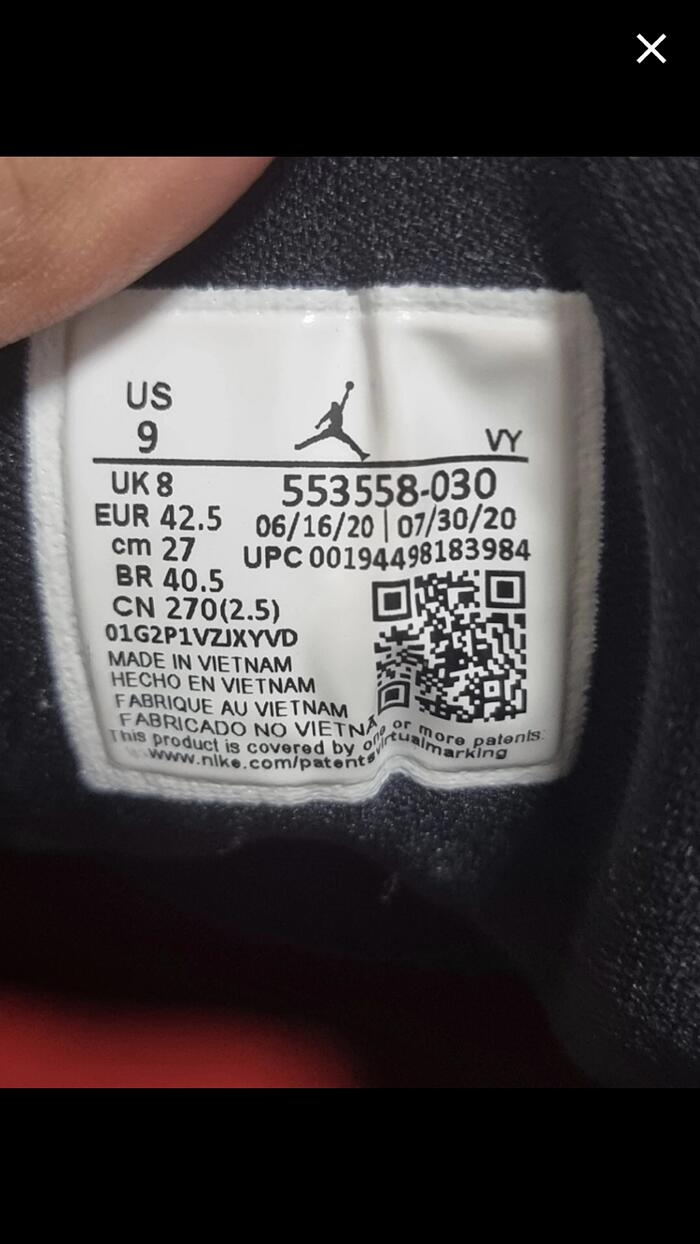 US
9
VY
UK 8
553558-030
EUR 42.5
06/16/20 | 07/30/20
cm 27
UPC 00194498183984
BR 40.5
CN 270(2.5)
01G2P1VZJXYVD
MADE IN VIETNAM
HECHO EN VIETNAM
FABRIQUE AU VIETNAM
FABRICADO NO VIETNA
This product is covered by one or more patents.
www.nike.com/patents virtualmarking